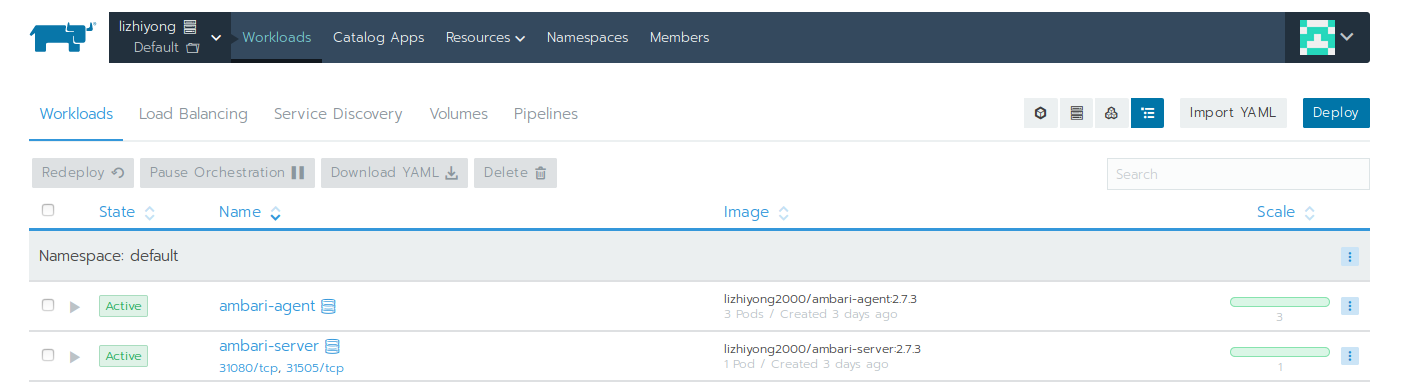 lizhiyong
Default
Workloads Catalog Apps Resources Namespaces Members
Workloads Load Balancing Service Discovery Volumes Pipelines Import YAML Deploy
Redeploy Pause Orchestration Download YAML Delete Search
State Name Image Scale
Namespace: default
Active ambari-agent lizhiyong2000/ambari-agent:2.7.3
3 Pods / Created 3 days ago 3
Active ambari-server lizhiyong2000/ambari-server:2.7.3
31080/tcp, 31505/tcp 1 Pod / Created 3 days ago 1